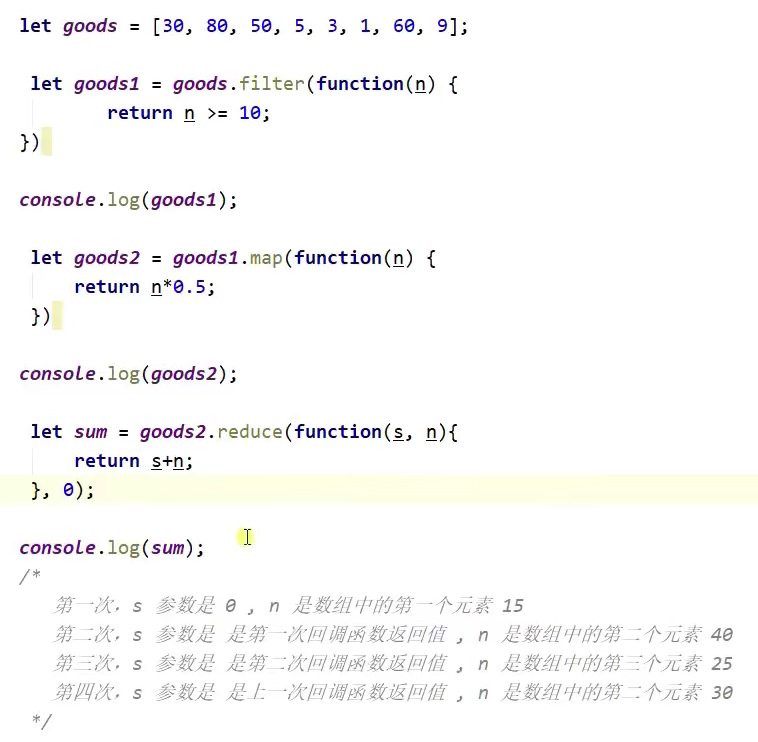 let goods = [30, 80, 50, 5, 3, 1, 60, 9];
let goods1 = goods.filter(function(n) {
return n >= 10;
})
console.log(goods1);
let goods2 = goods1.map(function(n) {
return n*0.5;
})
console.log(goods2);
let sum = goods2.reduce(function(s, n){
return s+n;
}, 0);
console.log(sum);
/*
第一次，s 参数是 0 , n 是数组中的第一个元素 15
第二次，s 参数是 是第一次回调函数返回值 , n 是数组中的第二个元素 40
第三次，s 参数是 是第二次回调函数返回值 , n 是数组中的第三个元素 25
第四次，s 参数是 是上一次回调函数返回值 , n 是数组中的第二个元素 30
*/